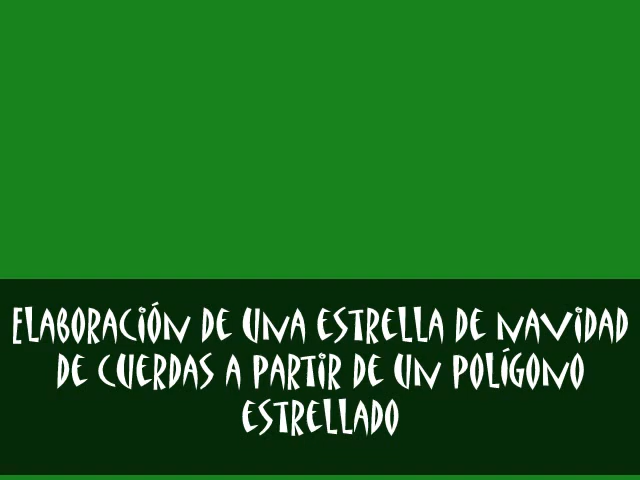 Elaboración de una estrella de navidad
de cuerdas a partir de un polígono
estrellado